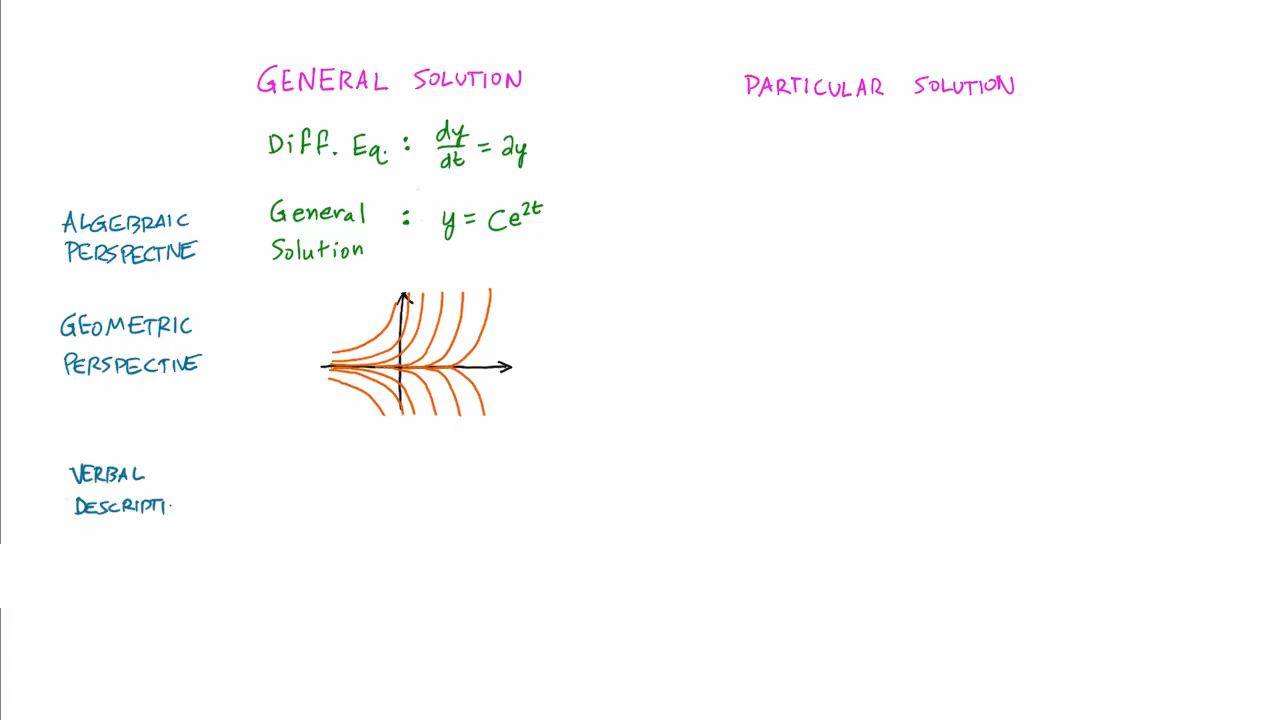 GENERAL SOLUTION
PARTICULAR SOLUTION
Diff. Eq. : dy/dt = 2y
ALGEBRAIC
PERSPECTIVE
General : y = Ce^{2t}
Solution
GEOMETRIC
PERSPECTIVE
VERBAL
DESCRIPTI